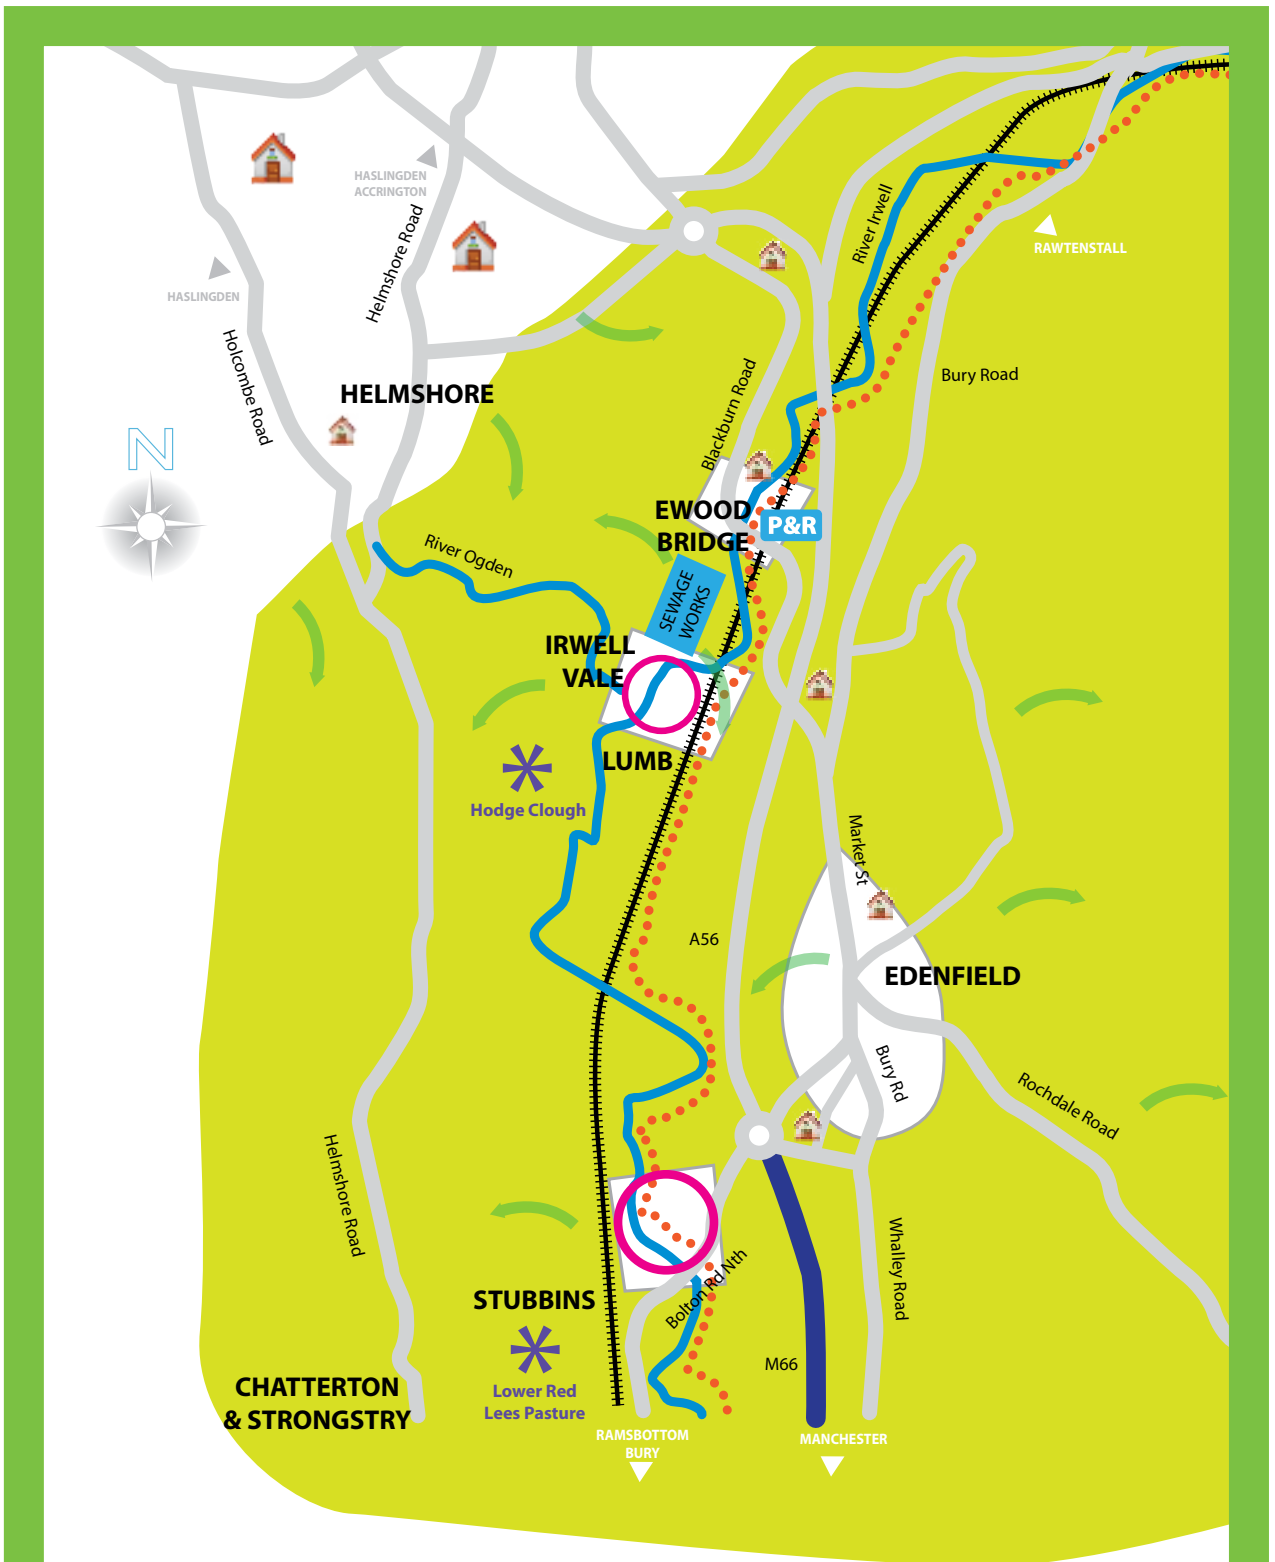 HASLINGDEN
ACCRINGTON
Helmshore Road
River Irwell
RAWTENSTALL
HASLINGDEN
Holcombe Road
HELMSHORE
Blackburn Road
Bury Road
N
EWOOD
BRIDGE
P&R
River Ogden
SEWAGE
WORKS
IRWELL
VALE
LUMB
Hodge Clough
Market St
A56
EDENFIELD
Bury Rd
Rochdale Road
Helmshore Road
Whalley Road
Bolton Rd Nth
STUBBINS
M66
Lower Red
Lees Pasture
CHATTERTON
& STRONGSTRY
RAMSBOTTOM
BURY
MANCHESTER